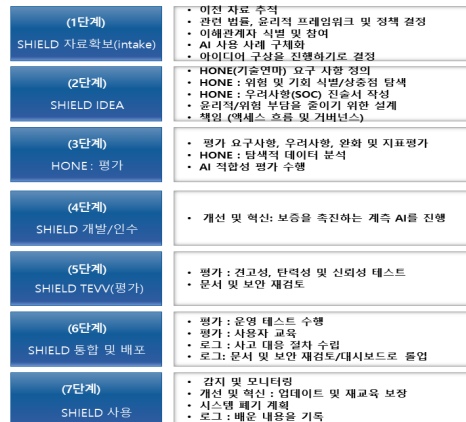 (1단계)
SHIELD 자료확보(intake)
• 이전 자료 추적
• 관련 법률, 윤리적 프레임워크 및 정책 결정
• 이해관계자 식별 및 참여
• AI 사용 사례 구체화
• 아이디어 구상을 진행하기로 결정
(2단계)
SHIELD IDEA
• HONE(기술연마) 요구 사항 정의
• HONE : 위험 및 기회 식별/상충점 탐색
• HONE : 우려사항(SOC) 진술서 작성
• 윤리적/위험 부담을 줄이기 위한 설계
• 책임 (액세스 흐름 및 거버넌스)
(3단계)
HONE : 평가
• 평가 요구사항, 우려사항, 완화 및 지표평가
• HONE : 탐색적 데이터 분석
• AI 적합성 평가 수행
(4단계)
SHIELD 개발/인수
• 개선 및 혁신: 보증을 촉진하는 계측 AI를 진행
(5단계)
SHIELD TEVV(평가)
• 평가 : 견고성, 탄력성 및 신뢰성 테스트
• 문서 및 보안 재검토
(6단계)
SHIELD 통합 및 배포
• 평가 : 운영 테스트 수행
• 평가 : 사용자 교육
• 로그 : 사고 대응 절차 수립
• 로그: 문서 및 보안 재검토/대시보드로 롤업
(7단계)
SHIELD 사용
• 감지 및 모니터링
• 개선 및 혁신 : 업데이트 및 재교육 보장
• 시스템 폐기 계획
• 로그 : 배운 내용을 기록